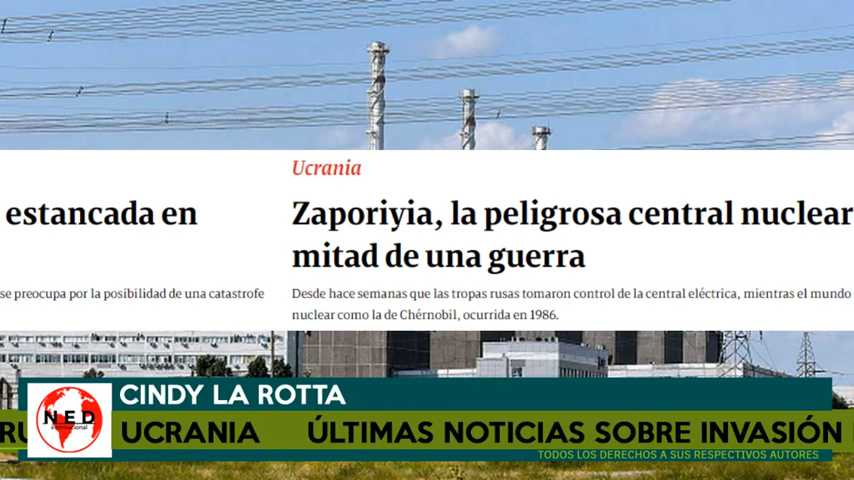 Ucrania
estancada en
Zaporiyia, la peligrosa central nuclear
mitad de una guerra
se preocupa por la posibilidad de una catastrofe
Desde hace semanas que las tropas rusas tomaron control de la central eléctrica, mientras el mundo
nuclear como la de Chérnobil, ocurrida en 1986.
CINDY LA ROTTA
NED
international
RU
UCRANIA
ÚLTIMAS NOTICIAS SOBRE INVASIÓN
TODOS LOS DERECHOS A SUS RESPECTIVOS AUTORES